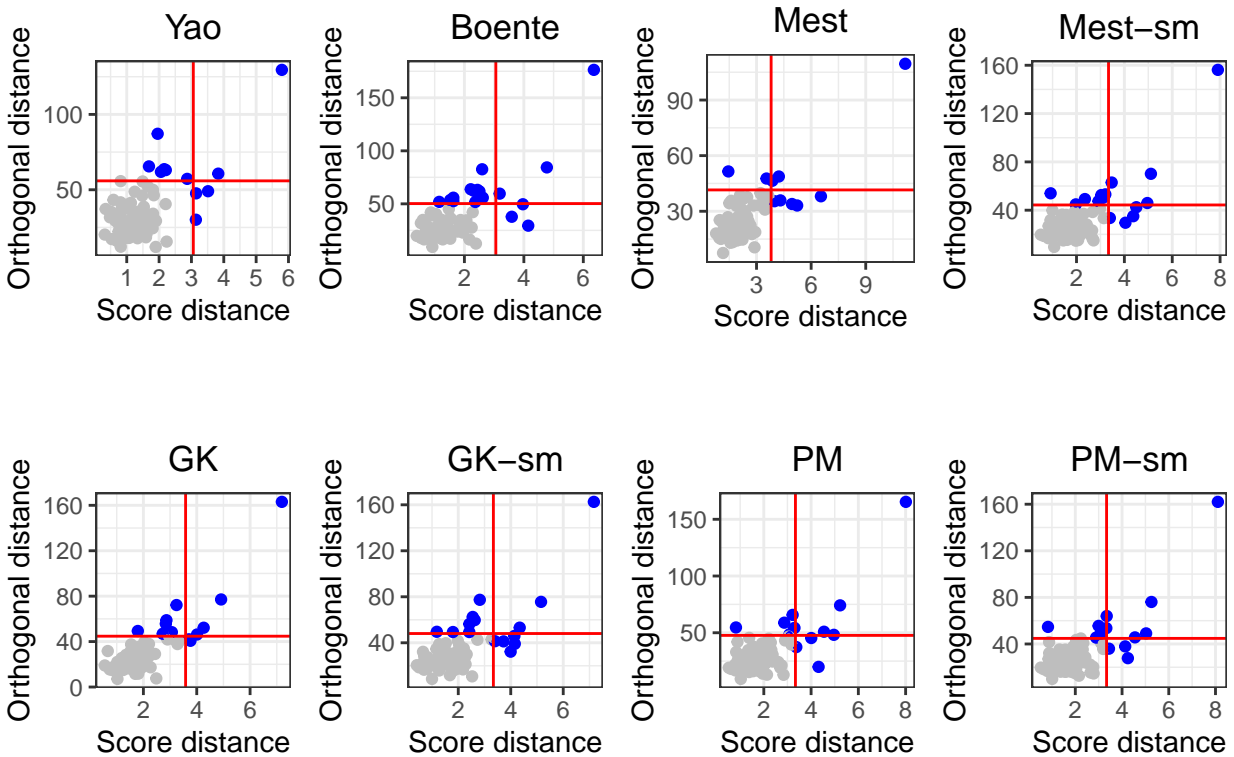 Yao
Boente
Mest
Mest−sm
Orthogonal distance
100
50
1 2 3 4 5 6
Score distance
Orthogonal distance
150
100
50
2 4 6
Score distance
Orthogonal distance
90
60
30
3 6 9
Score distance
Orthogonal distance
160
120
80
40
2 4 6 8
Score distance
GK
GK−sm
PM
PM−sm
Orthogonal distance
160
120
80
40
0
2 4 6
Score distance
Orthogonal distance
160
120
80
40
2 4 6
Score distance
Orthogonal distance
150
100
50
2 4 6 8
Score distance
Orthogonal distance
160
120
80
40
2 4 6 8
Score distance